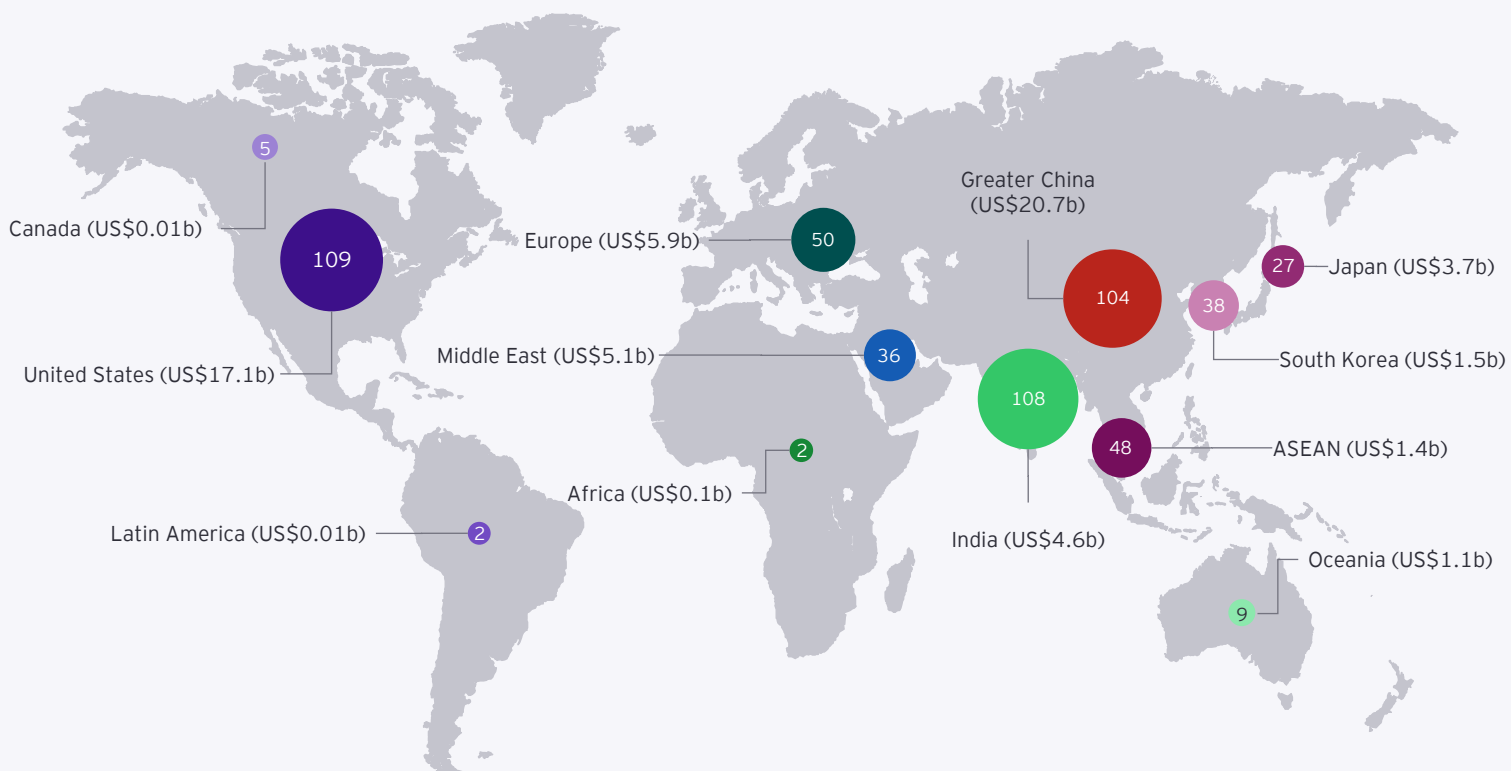 5
Canada (US$0.01b)
109
United States (US$17.1b)
Latin America (US$0.01b)
2
Europe (US$5.9b)
50
Middle East (US$5.1b)
36
Africa (US$0.1b)
2
Greater China
(US$20.7b)
104
27
Japan (US$3.7b)
38
South Korea (US$1.5b)
108
India (US$4.6b)
48
ASEAN (US$1.4b)
Oceania (US$1.1b)
9